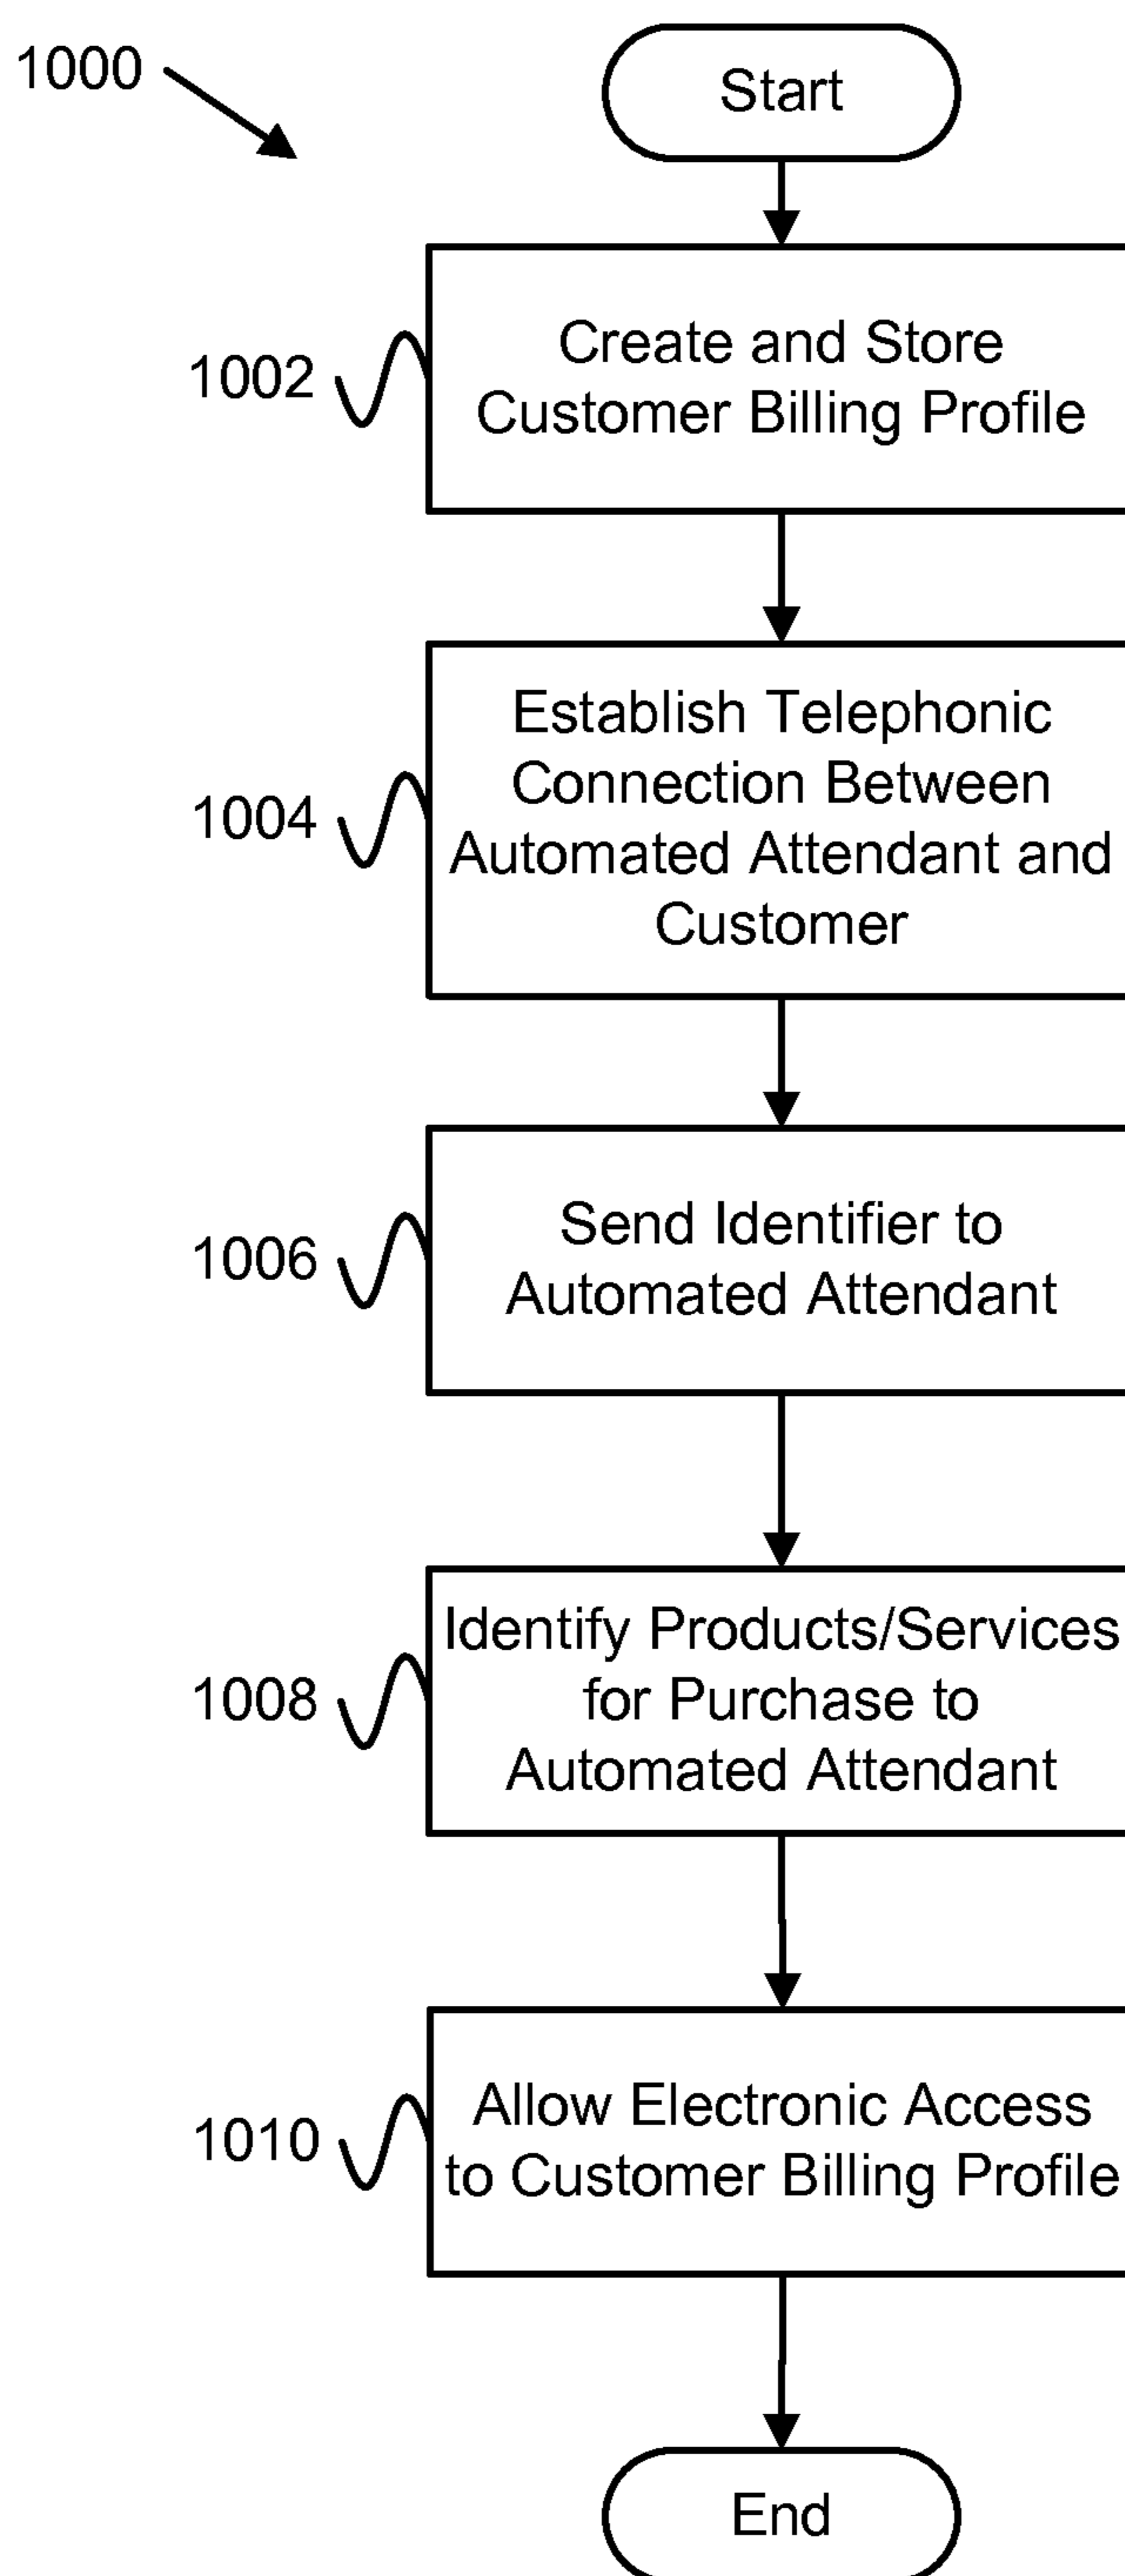 1000
Start
1002
Create and Store
Customer Billing Profile
1004
Establish Telephonic
Connection Between
Automated Attendant and
Customer
1006
Send Identifier to
Automated Attendant
1008
Identify Products/Services
for Purchase to
Automated Attendant
1010
Allow Electronic Access
to Customer Billing Profile
End